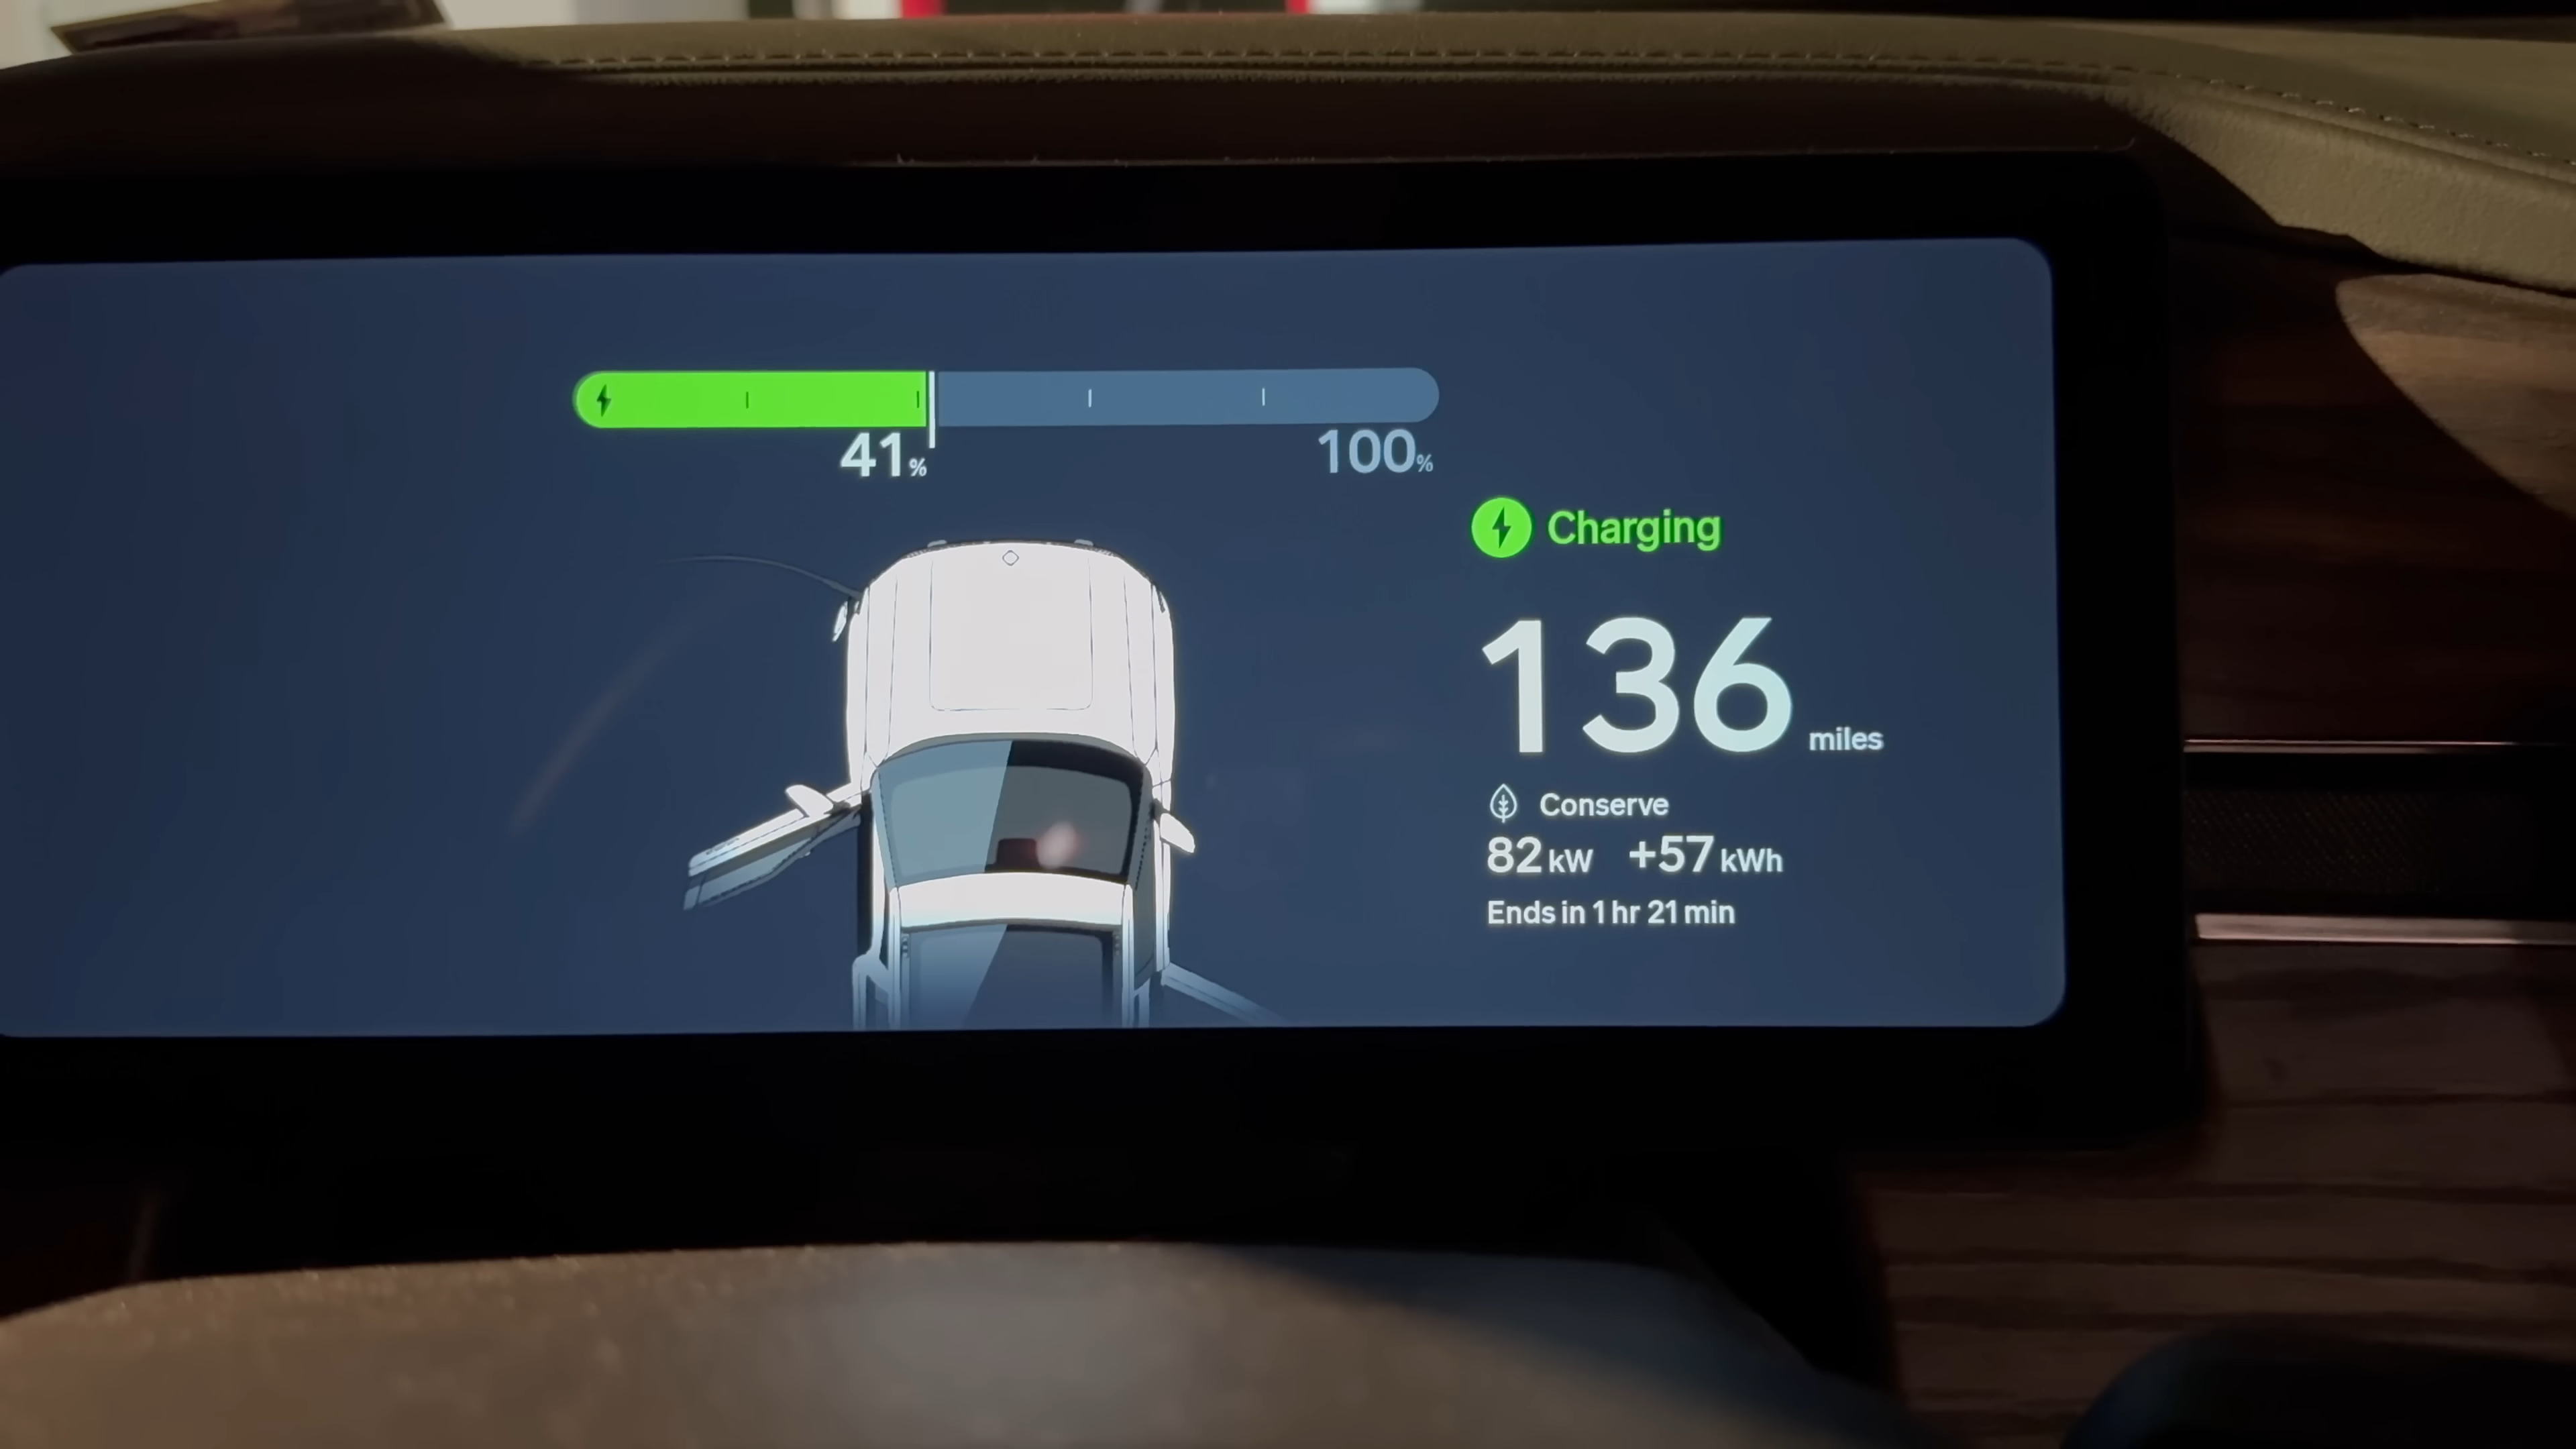 41% 100%
Charging
136 miles
Conserve
82 kW +57 kWh
Ends in 1 hr 21 min